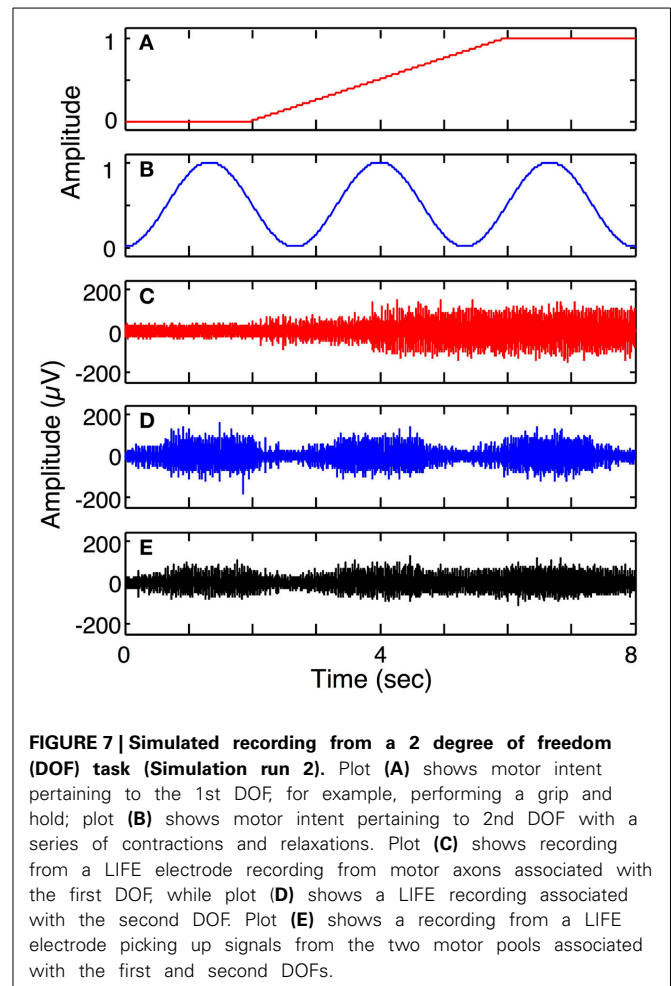 A
1
0
Amplitude
B
1
0
C
200
0
-200
Amplitude (µV)
D
200
0
-200
E
200
0
-200
0 4 8
Time (sec)
FIGURE 7 | Simulated recording from a 2 degree of freedom
(DOF) task (Simulation run 2). Plot (A) shows motor intent
pertaining to the 1st DOF, for example, performing a grip and
hold; plot (B) shows motor intent pertaining to 2nd DOF with a
series of contractions and relaxations. Plot (C) shows recording
from a LIFE electrode recording from motor axons associated with
the first DOF, while plot (D) shows a LIFE recording associated
with the second DOF. Plot (E) shows a recording from a LIFE
electrode picking up signals from the two motor pools associated
with the first and second DOFs.